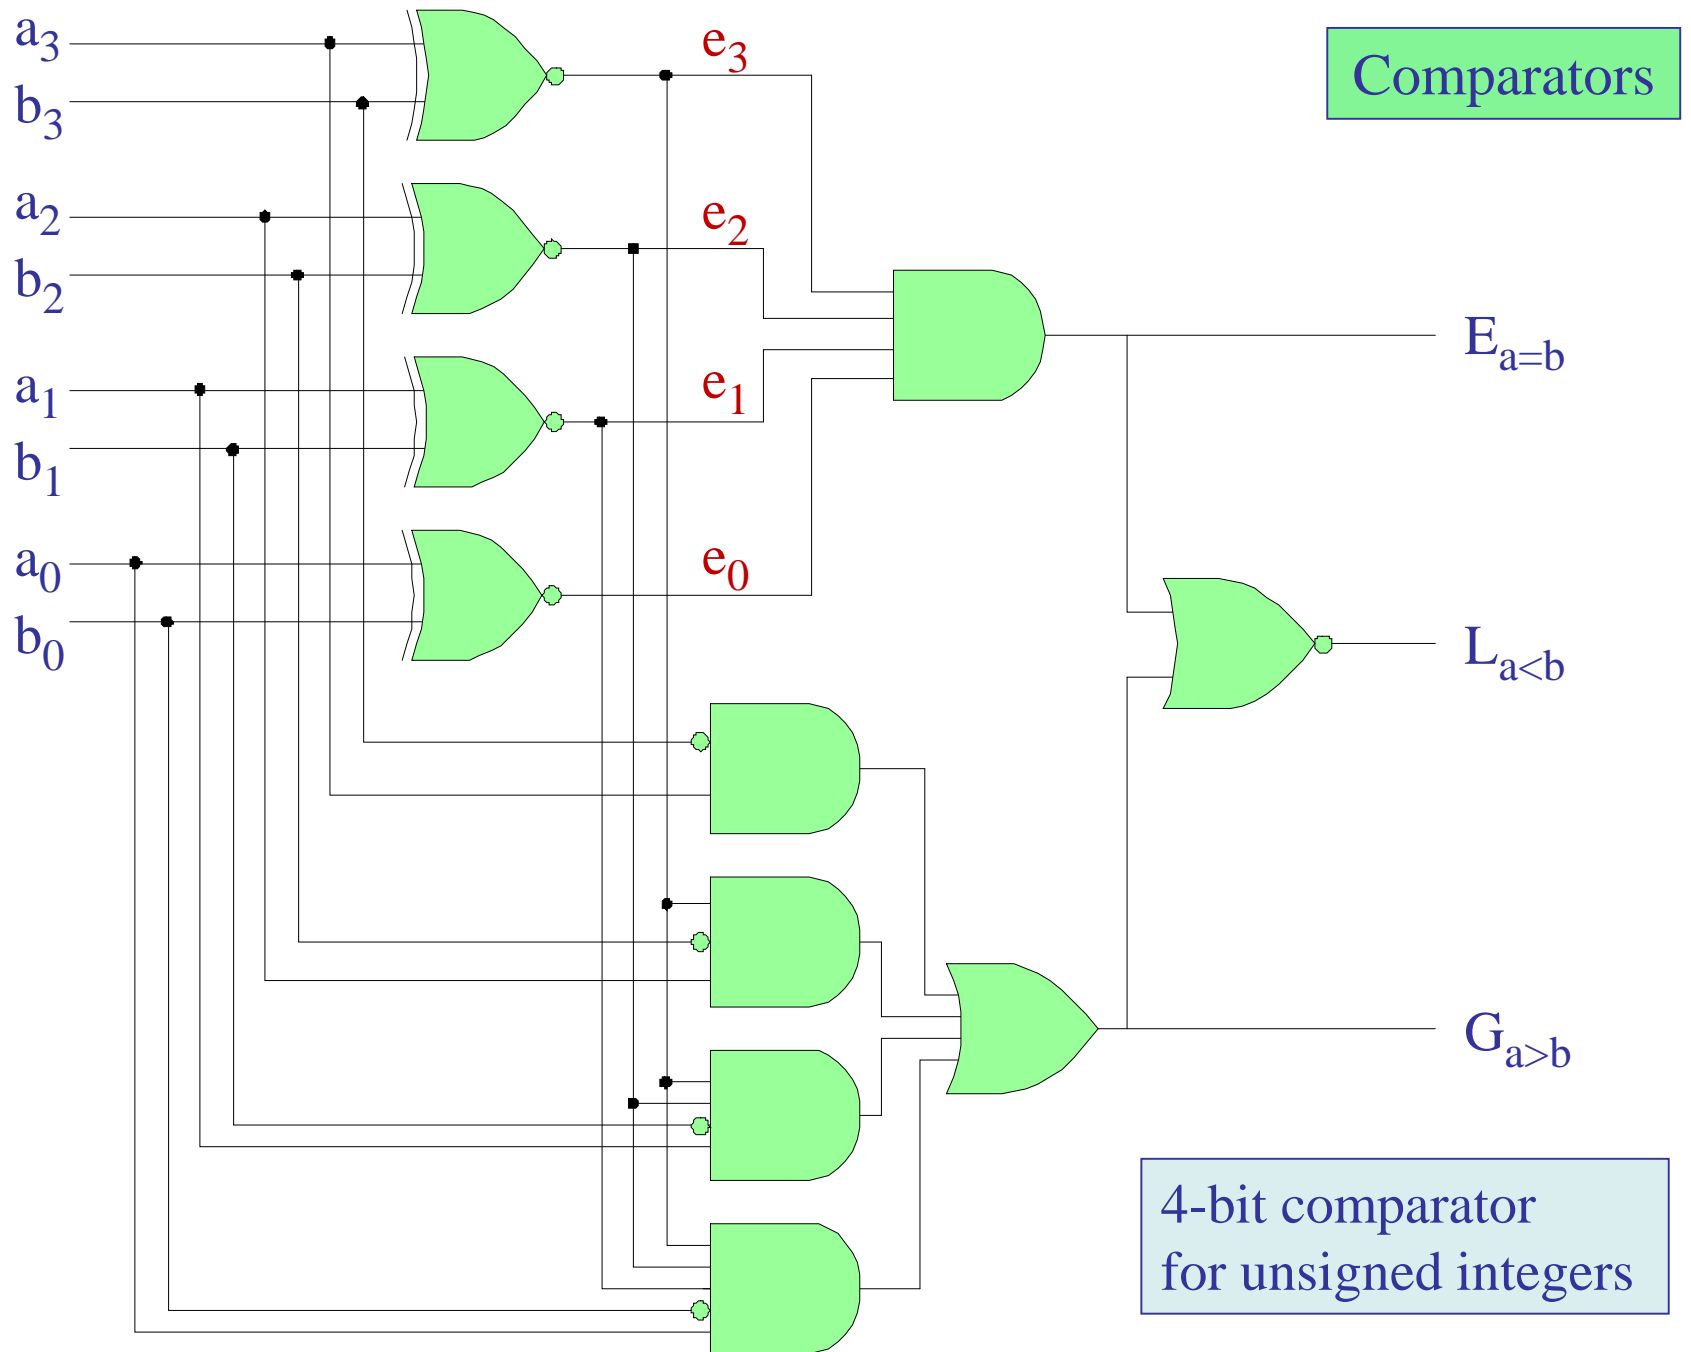 Comparators
a3
b3
a2
b2
a1
b1
a0
b0
e3
e2
e1
e0
Ea=b
La<b
Ga>b
4-bit comparator
for unsigned integers